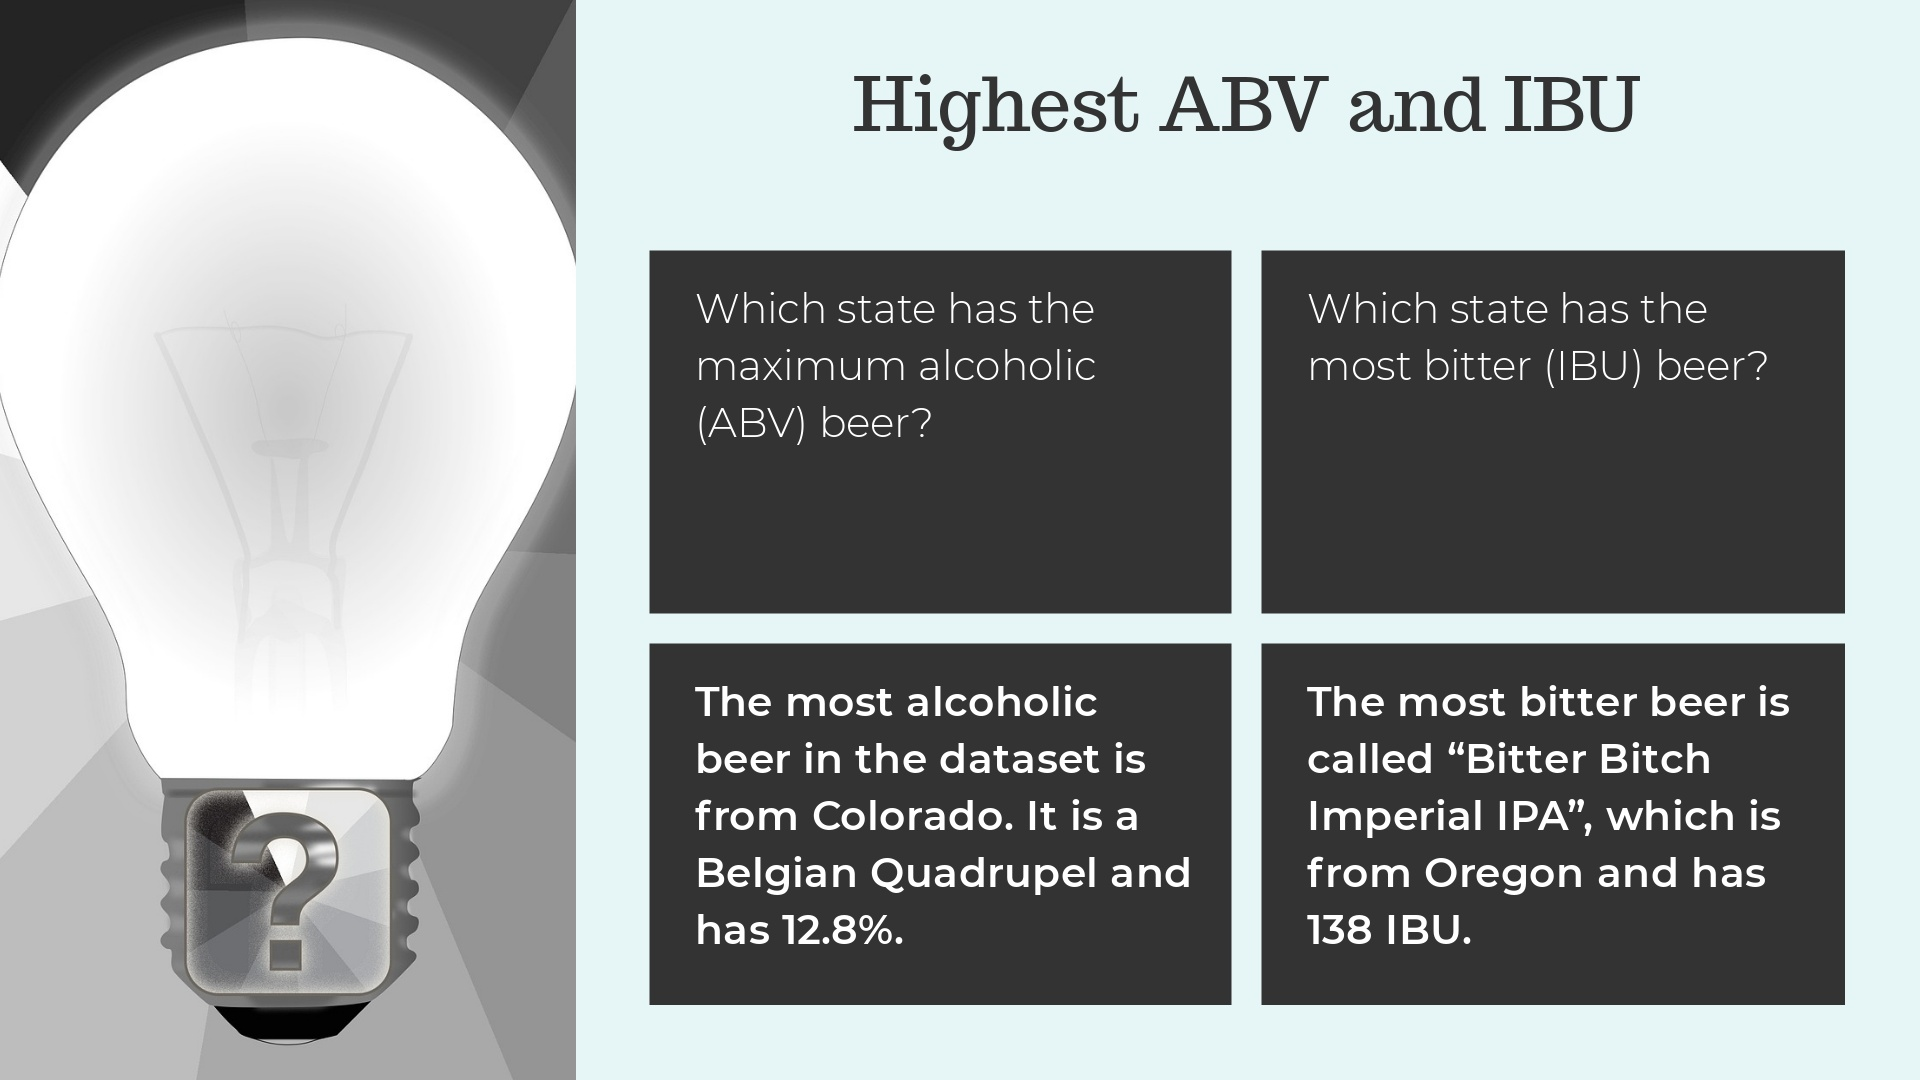 Highest ABV and IBU
Which state has the
maximum alcoholic
(ABV) beer?
Which state has the
most bitter (IBU) beer?
The most alcoholic
beer in the dataset is
from Colorado. It is a
Belgian Quadrupel and
has 12.8%.
The most bitter beer is
called “Bitter Bitch
Imperial IPA”, which is
from Oregon and has
138 IBU.
?